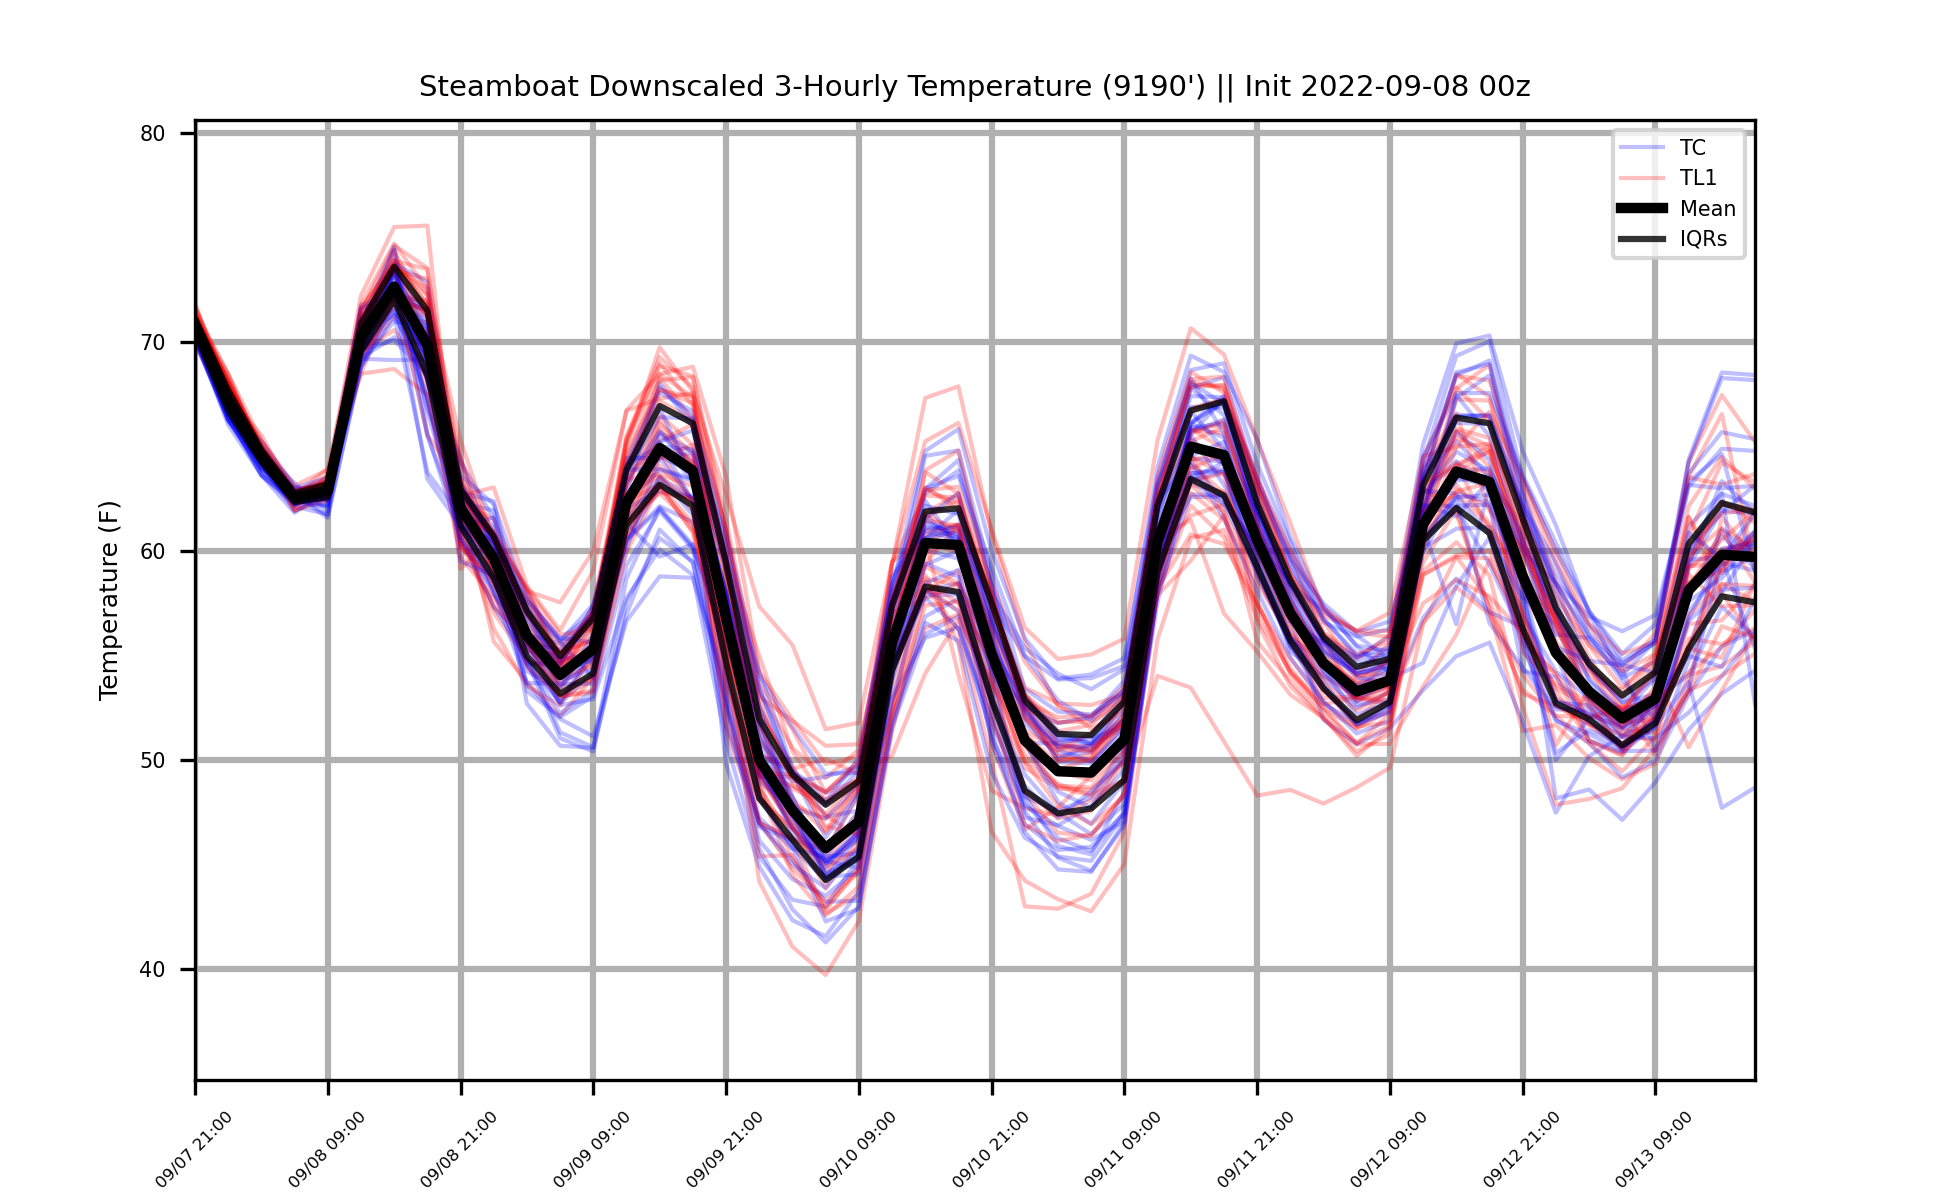 Steamboat Downscaled 3-Hourly Temperature (9190') || Init 2022-09-08 00z
TC
TL1
Mean
IQRs
Temperature (F)
80
70
60
50
40
09/07 21:00
09/08 09:00
09/08 21:00
09/09 09:00
09/09 21:00
09/10 09:00
09/10 21:00
09/11 09:00
09/11 21:00
09/12 09:00
09/12 21:00
09/13 09:00